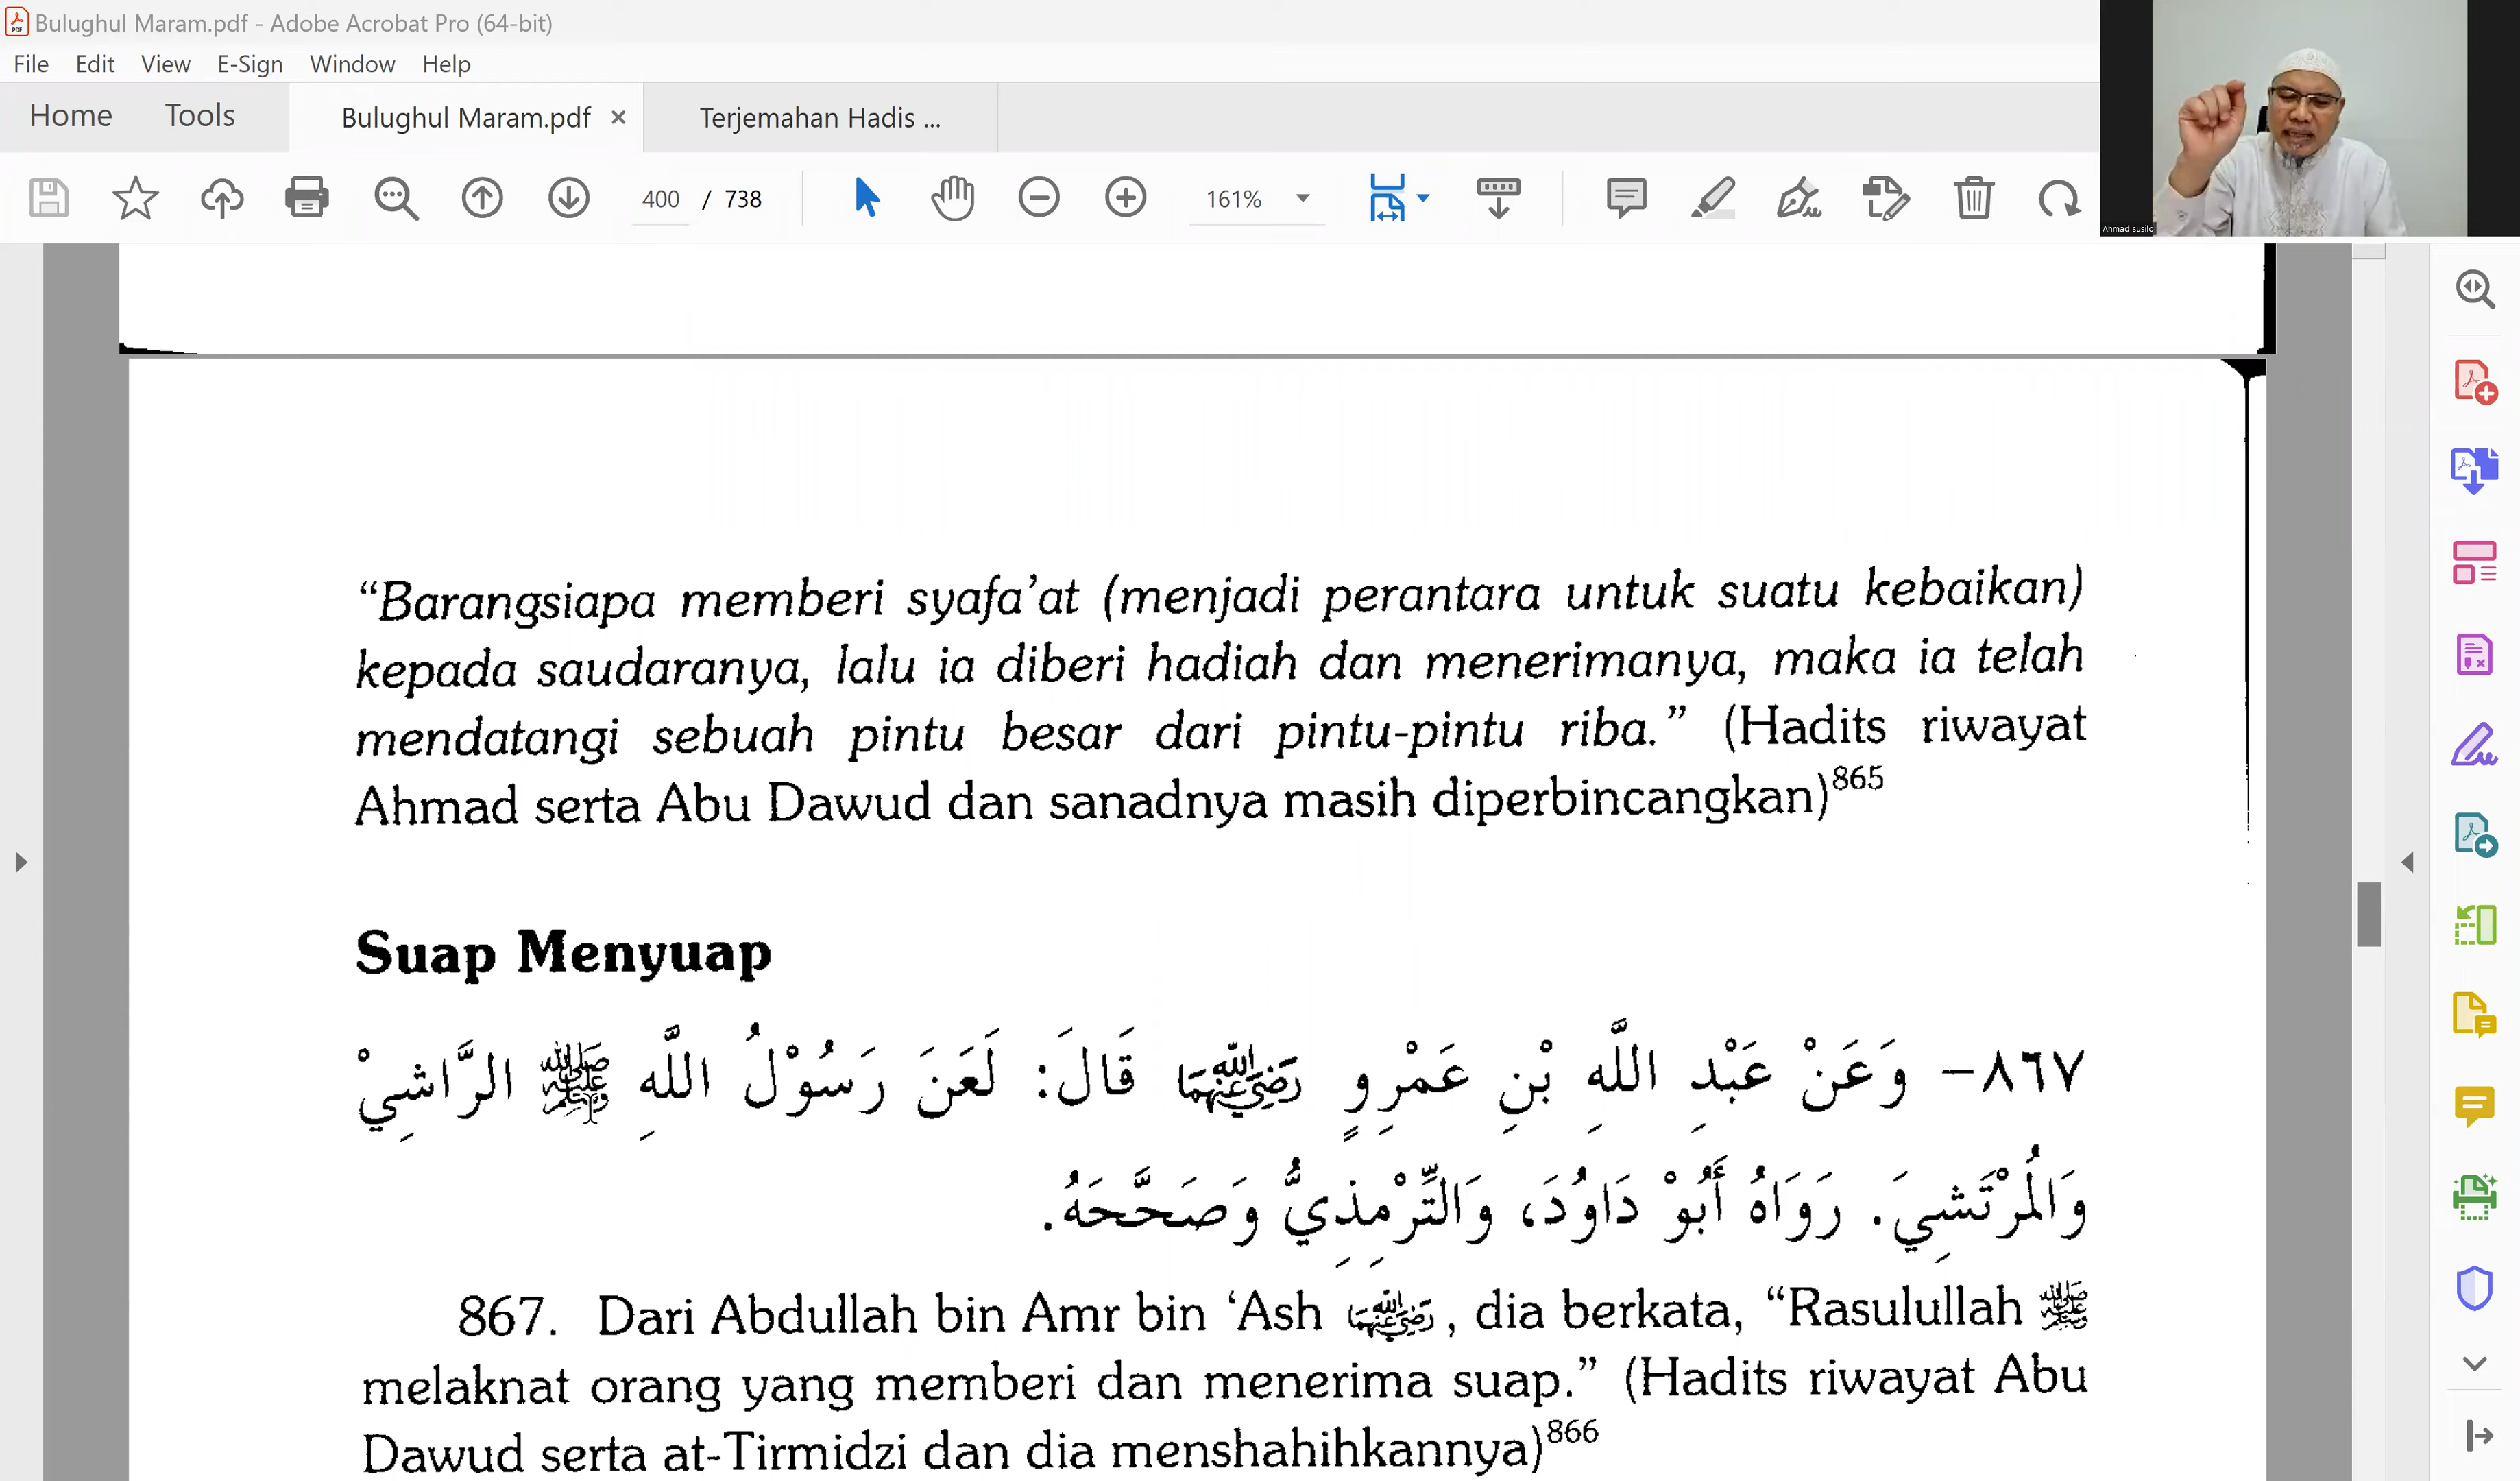 Bulughul Maram.pdf - Adobe Acrobat Pro (64-bit)
File Edit View E-Sign Window Help
Home Tools Bulughul Maram.pdf × Terjemahan Hadis ...
400 / 738 161%
Ahmad susilo
“Barangsiapa memberi syafa’at (menjadi perantara untuk suatu kebaikan)
kepada saudaranya, lalu ia diberi hadiah dan menerimanya, maka ia telah
mendatangi sebuah pintu besar dari pintu-pintu riba.” (Hadits riwayat
Ahmad serta Abu Dawud dan sanadnya masih diperbincangkan)865
Suap Menyuap
٨٦٧- وَعَنْ عَبْدِ اللَّهِ بْنِ عَمْرِوٍ رَضِيَ اللهُ عَنْهُمَا قَالَ: لَعَنَ رَسُوْلُ اللَّهِ ﷺ الرَّاشِيْ
وَالْمُرْتَشِيَ. رَوَاهُ أَبُوْ دَاوُدَ، وَالتِّرْمِذِيُّ وَصَحَّحَهُ.
867. Dari Abdullah bin Amr bin ‘Ash رَضِيَ اللهُ عَنْهُمَا, dia berkata, “Rasulullah ﷺ
melaknat orang yang memberi dan menerima suap.” (Hadits riwayat Abu
Dawud serta at-Tirmidzi dan dia menshahihkannya)866